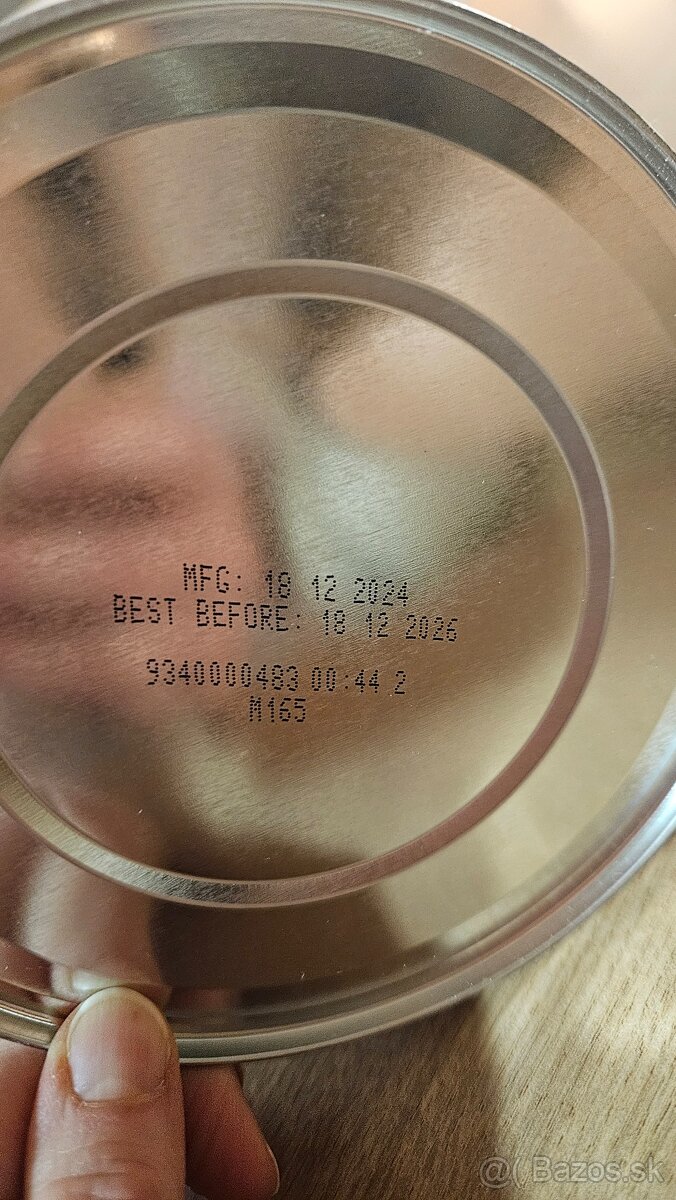 MFG: 18 12 2024
BEST BEFORE: 18 12 2026
9340000483 00:44 2
M165
@( Bazos.sk